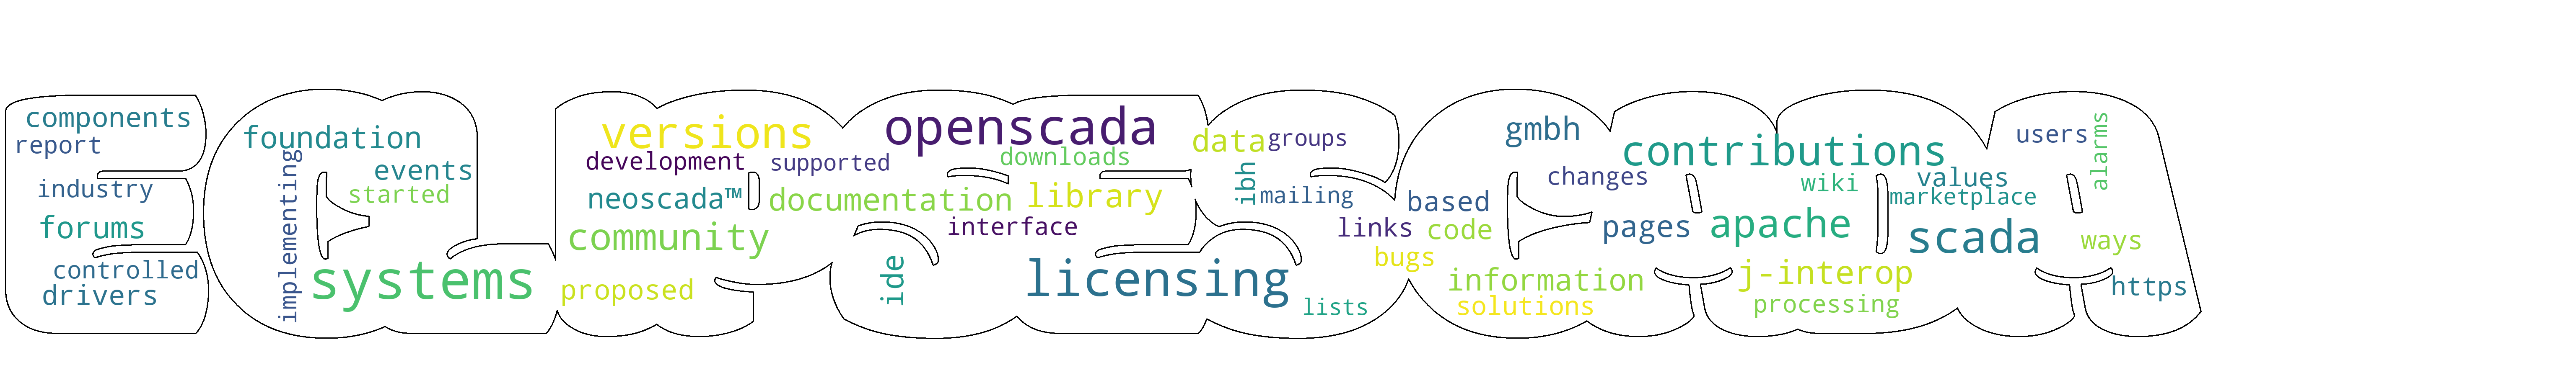 components
report
industry
forums
controlled
drivers
foundation
implementing
events
started
systems
versions
development
supported
neoscada™
documentation
community
proposed
openscada
downloads
library
interface
ide
licensing
data
groups
ibh
mailing
links
lists
bugs
based
code
information
solutions
gmbh
changes
contributions
pages
wiki
apache
values
marketplace
scada
j-interop
processing
users
alarms
ways
https